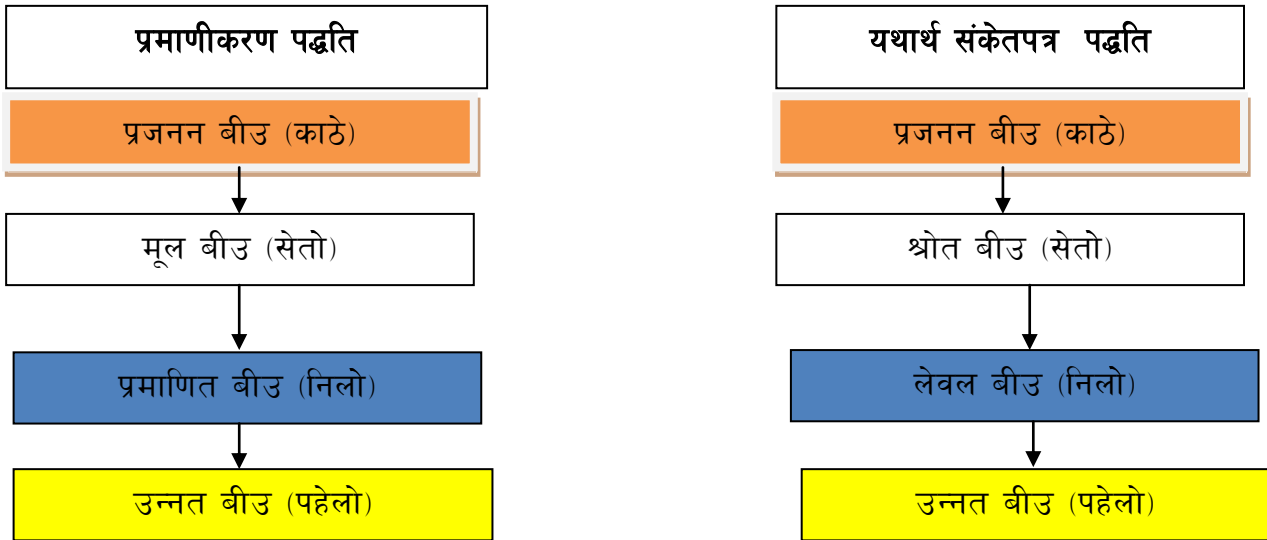 प्रमाणीकरण पद्धति
प्रजनन बीउ (काठे)
मूल बीउ (सेतो)
प्रमाणित बीउ (निलो)
उन्नत बीउ (पहेलो)
यथार्थ संकेतपत्र पद्धति
प्रजनन बीउ (काठे)
श्रोत बीउ (सेतो)
लेवल बीउ (निलो)
उन्नत बीउ (पहेलो)